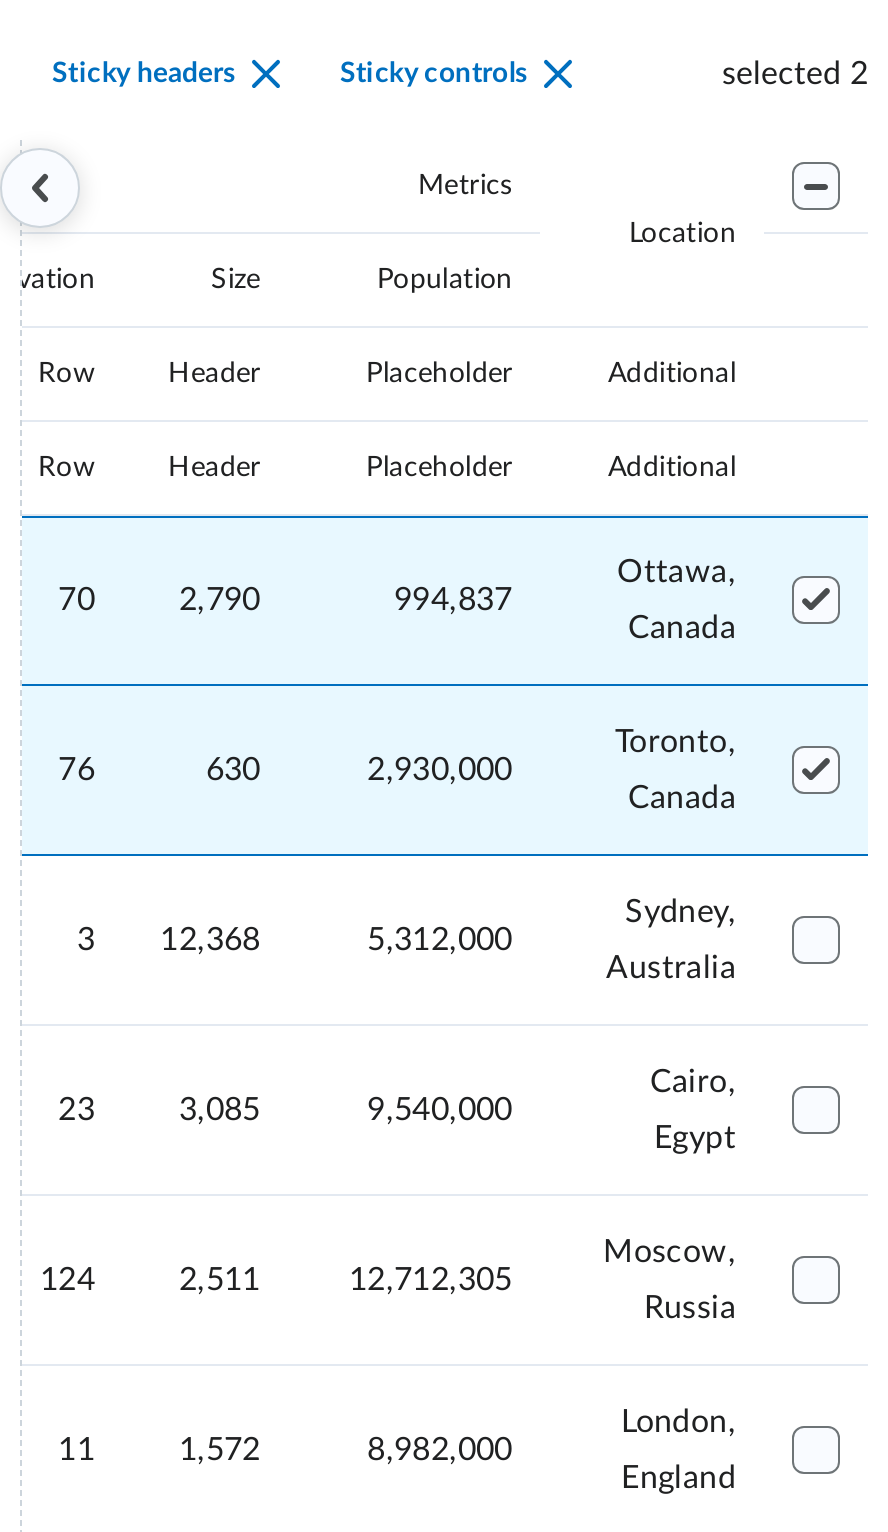 Sticky headers Sticky controls selected 2
Metrics
Location
vation Size Population
Row Header Placeholder Additional
Row Header Placeholder Additional
70 2,790 994,837 Ottawa,
Canada
76 630 2,930,000 Toronto,
Canada
3 12,368 5,312,000 Sydney,
Australia
23 3,085 9,540,000 Cairo,
Egypt
124 2,511 12,712,305 Moscow,
Russia
11 1,572 8,982,000 London,
England